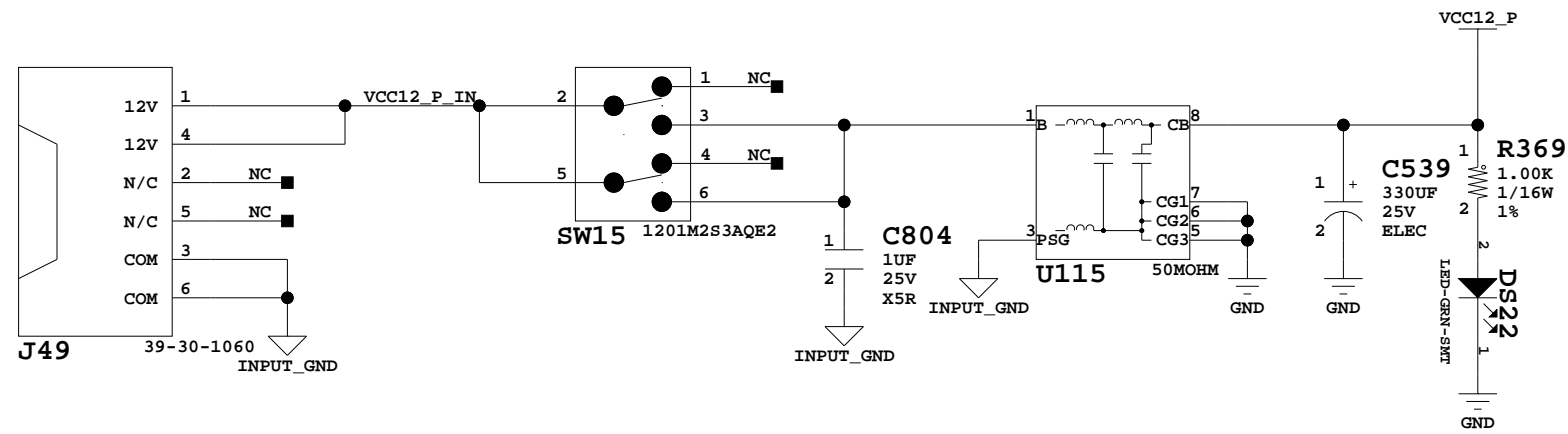 VCC12_P
12V
1
12V
4
N/C
2
NC
N/C
5
NC
COM
3
COM
6
J49
39-30-1060
INPUT_GND
VCC12_P_IN
2
5
1
NC
3
4
NC
6
SW15
1201M2S3AQE2
1
2
C804
1UF
25V
X5R
INPUT_GND
1
B
CB
8
CG1
7
CG2
6
CG3
5
3
PSG
U115
50MOHM
INPUT_GND
GND
1
+
2
C539
330UF
25V
ELEC
GND
1
2
R369
1.00K
1/16W
1%
2
DS22
LED-GRN-SMT
1
GND